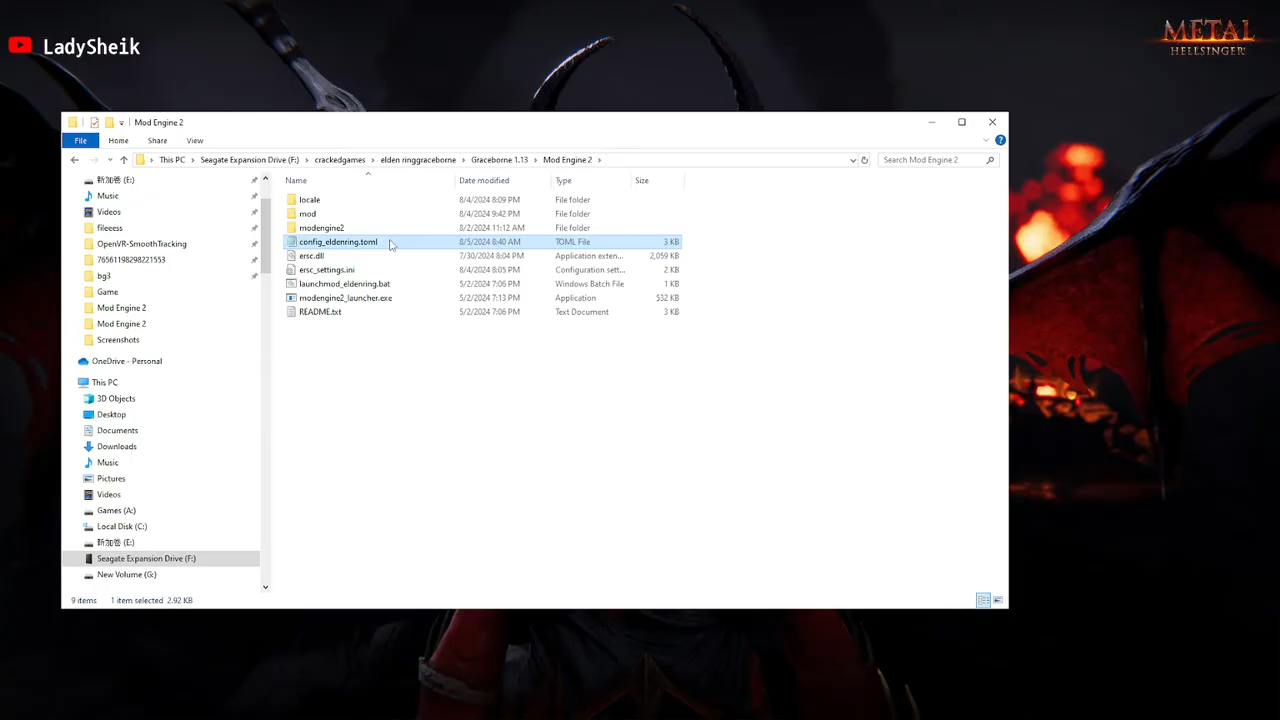 LadySheik
METAL
HELLSINGER
Mod Engine 2
File Home Share View
This PC Seagate Expansion Drive (F:) crackedgames elden ringgraceborne Graceborne 1.13 Mod Engine 2
Search Mod Engine 2
新加卷 (E:)
Music
Videos
fileeess
OpenVR-SmoothTracking
76561198298221553
bg3
Game
Mod Engine 2
Mod Engine 2
Screenshots
OneDrive - Personal
This PC
3D Objects
Desktop
Documents
Downloads
Music
Pictures
Videos
Games (A:)
Local Disk (C:)
新加卷 (E:)
Seagate Expansion Drive (F:)
New Volume (G:)
Name Date modified Type Size
locale 8/4/2024 8:09 PM File folder
mod 8/4/2024 9:42 PM File folder
modengine2 8/2/2024 11:12 AM File folder
config_eldenring.toml 8/5/2024 8:40 AM TOML File 3 KB
ersc.dll 7/30/2024 8:04 PM Application exten... 2,059 KB
ersc_settings.ini 8/4/2024 8:05 PM Configuration sett... 2 KB
launchmod_eldenring.bat 5/2/2024 7:06 PM Windows Batch File 1 KB
modengine2_launcher.exe 5/2/2024 7:13 PM Application 532 KB
README.txt 5/2/2024 7:06 PM Text Document 3 KB
9 items 1 item selected 2.92 KB